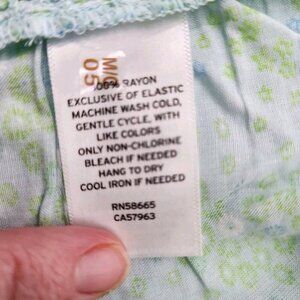 M/G
05
100% RAYON
EXCLUSIVE OF ELASTIC
MACHINE WASH COLD,
GENTLE CYCLE, WITH
LIKE COLORS
ONLY NON-CHLORINE
BLEACH IF NEEDED
HANG TO DRY
COOL IRON IF NEEDED
RN58665
CA57963